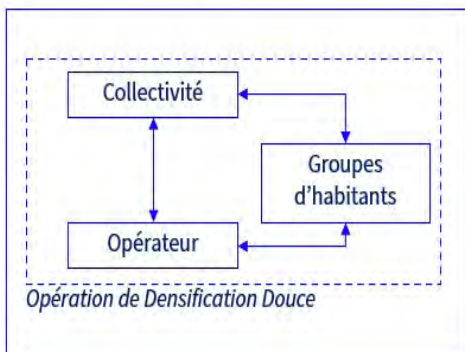 Collectivité
Groupes
d'habitants
Opérateur
Opération de Densification Douce